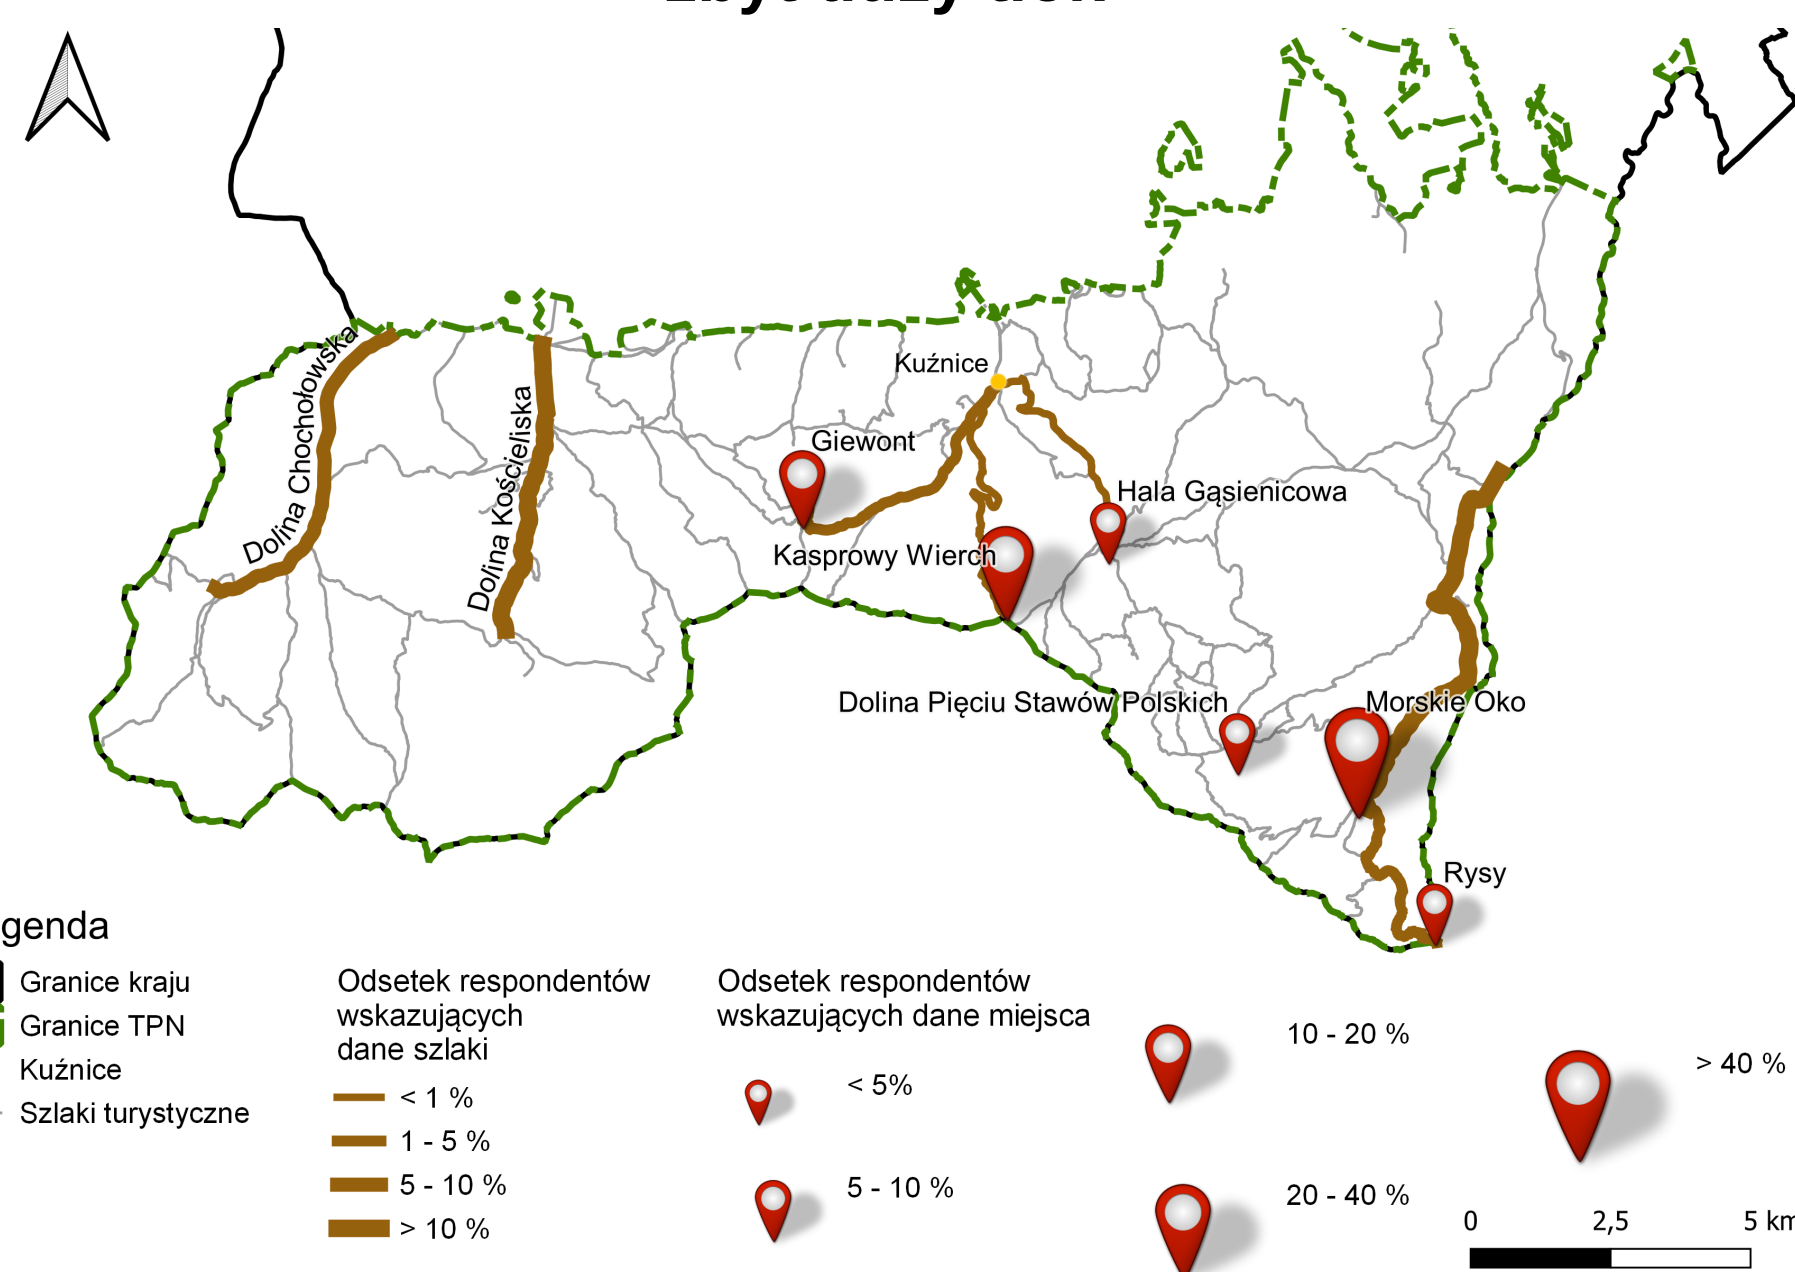 Kuźnice
Giewont
Hala Gąsienicowa
Kasprowy Wierch
Dolina Chochołowska
Dolina Kościeliska
Dolina Pięciu Stawów Polskich
Morskie Oko
Rysy
genda
Granice kraju
Granice TPN
Kuźnice
Szlaki turystyczne
Odsetek respondentów
wskazujących
dane szlaki
< 1 %
1 - 5 %
5 - 10 %
> 10 %
Odsetek respondentów
wskazujących dane miejsca
< 5%
5 - 10 %
10 - 20 %
20 - 40 %
> 40 %
0 2,5 5 km